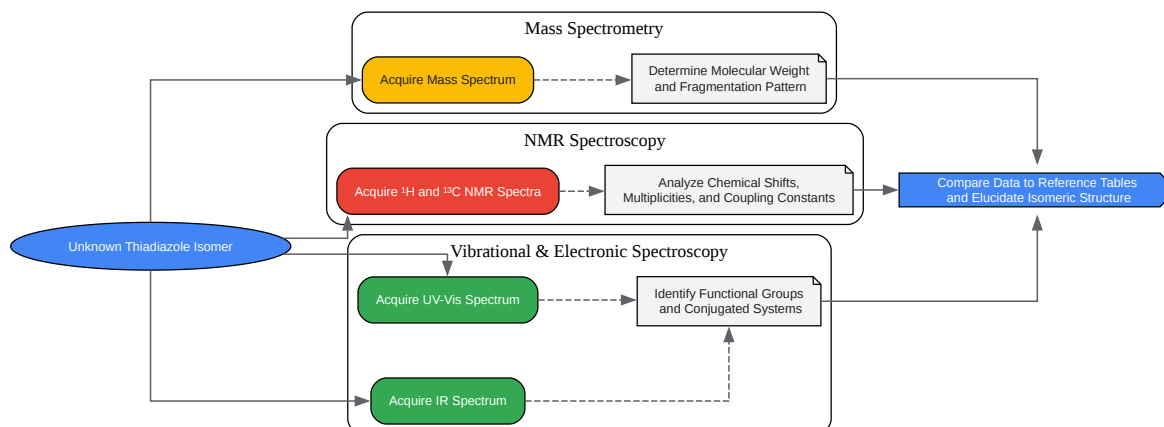 Mass Spectrometry
Acquire Mass Spectrum
Determine Molecular Weight
and Fragmentation Pattern
NMR Spectroscopy
Acquire ¹H and ¹³C NMR Spectra
Analyze Chemical Shifts,
Multiplicities, and Coupling Constants
Compare Data to Reference Tables
and Elucidate Isomeric Structure
Unknown Thiadiazole Isomer
Vibrational & Electronic Spectroscopy
Acquire UV-Vis Spectrum
Identify Functional Groups
and Conjugated Systems
Acquire IR Spectrum